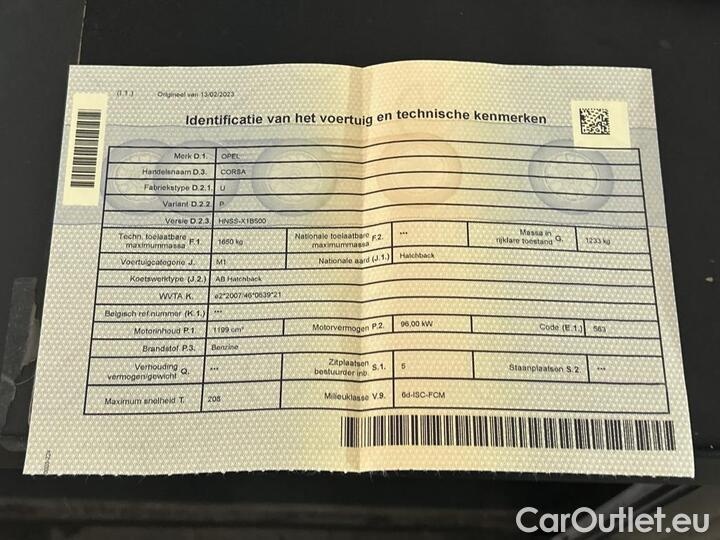 (I.1.) Origineel van 13/02/2023
Identificatie van het voertuig en technische kenmerken
Merk D.1. OPEL
Handelsnaam D.3. CORSA
Fabriekstype D.2.1. U
Variant D.2.2. P
Versie D.2.3. HNSS-X1B500
Techn. toelaatbare maximummassa F.1. 1650 kg Nationale toelaatbare maximummassa F.2. *** Massa in rijklare toestand G. 1233 kg
Voertuigcategorie J. M1 Nationale aard (J.1.) Hatchback
Koetswerktype (J.2.) AB Hatchback
WVTA K. e2*2007/46*0639*21
Belgisch ref.nummer (K.1.) ***
Motorinhoud P.1. 1199 cm³ Motorvermogen P.2. 96,00 kW Code (E.1.) 563
Brandstof P.3. Benzine
Verhouding vermogen/gewicht Q. *** Zitplaatsen bestuurder inb. S.1. 5 Staanplaatsen S.2. ***
Maximum snelheid T. 208 Milieuklasse V.9. 6d-ISC-FCM
CarOutlet.eu